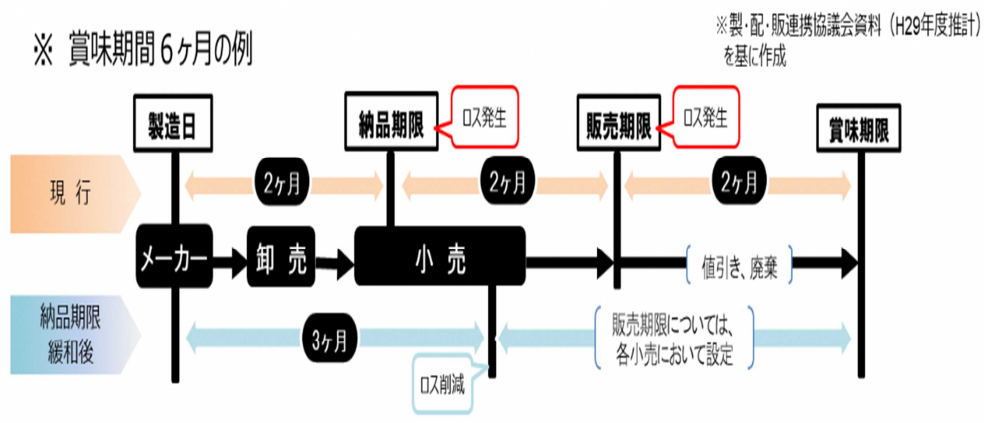 ※ 賞味期間6ヶ月の例
※製・配・販連携協議会資料(H29年度推計)
を基に作成
製造日
納品期限
ロス発生
販売期限
ロス発生
賞味期限
現 行
2ヶ月
2ヶ月
2ヶ月
メーカー
卸 売
小 売
値引き、廃棄
納品期限
緩和後
3ヶ月
販売期限については、
各小売において設定
ロス削減